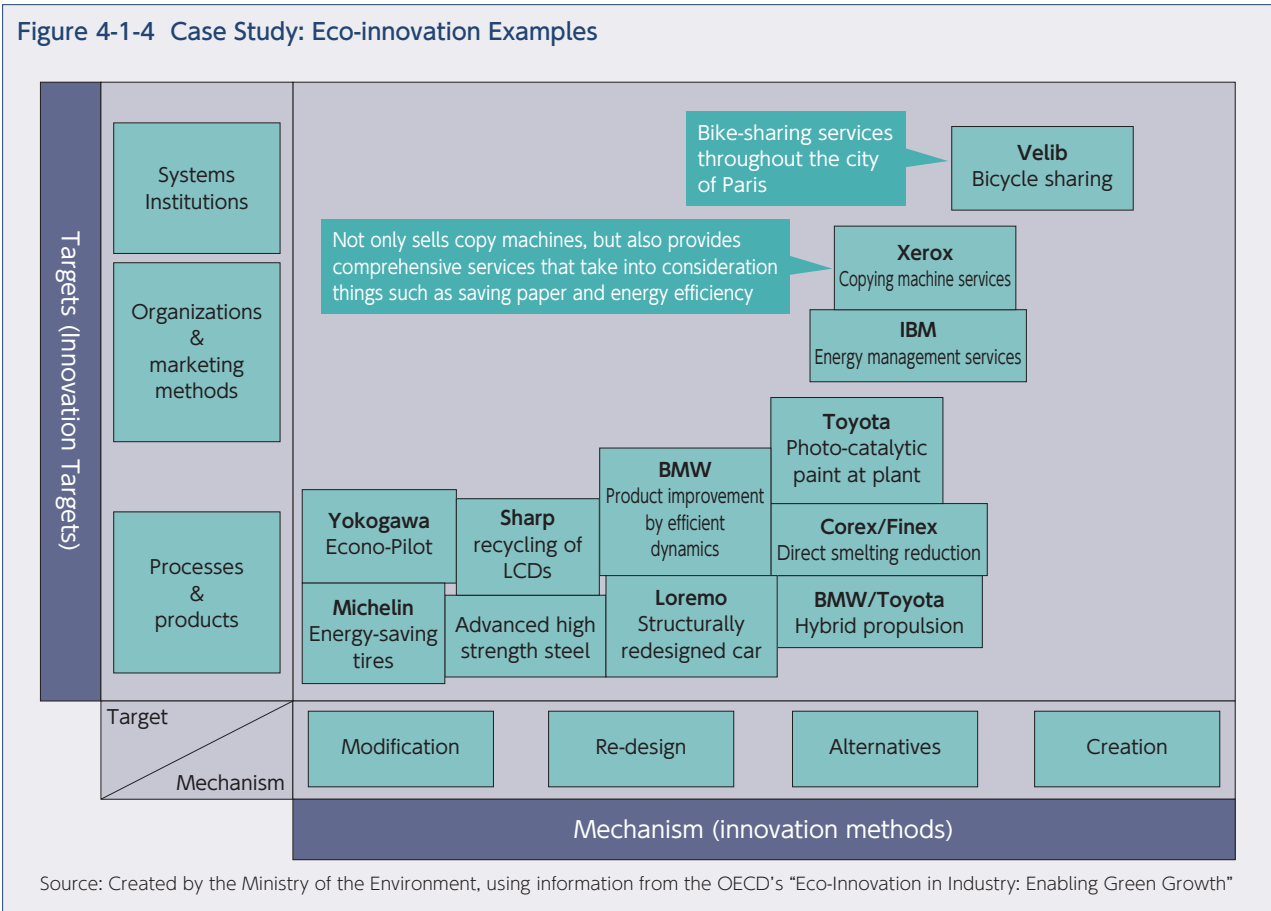 Figure 4-1-4 Case Study: Eco-innovation Examples
Targets (Innovation Targets)
Systems
Institutions
Organizations
&
marketing
methods
Processes
&
products
Bike-sharing services
throughout the city
of Paris
Velib
Bicycle sharing
Not only sells copy machines, but also provides
comprehensive services that take into consideration
things such as saving paper and energy efficiency
Xerox
Copying machine services
IBM
Energy management services
Toyota
Photo-catalytic
paint at plant
BMW
Product improvement
by efficient
dynamics
Yokogawa
Econo-Pilot
Sharp
recycling of
LCDs
Corex/Finex
Direct smelting reduction
Michelin
Energy-saving
tires
Advanced high
strength steel
Loremo
Structurally
redesigned car
BMW/Toyota
Hybrid propulsion
Target
Mechanism
Modification
Re-design
Alternatives
Creation
Mechanism (innovation methods)
Source: Created by the Ministry of the Environment, using information from the OECD's “Eco-Innovation in Industry: Enabling Green Growth”